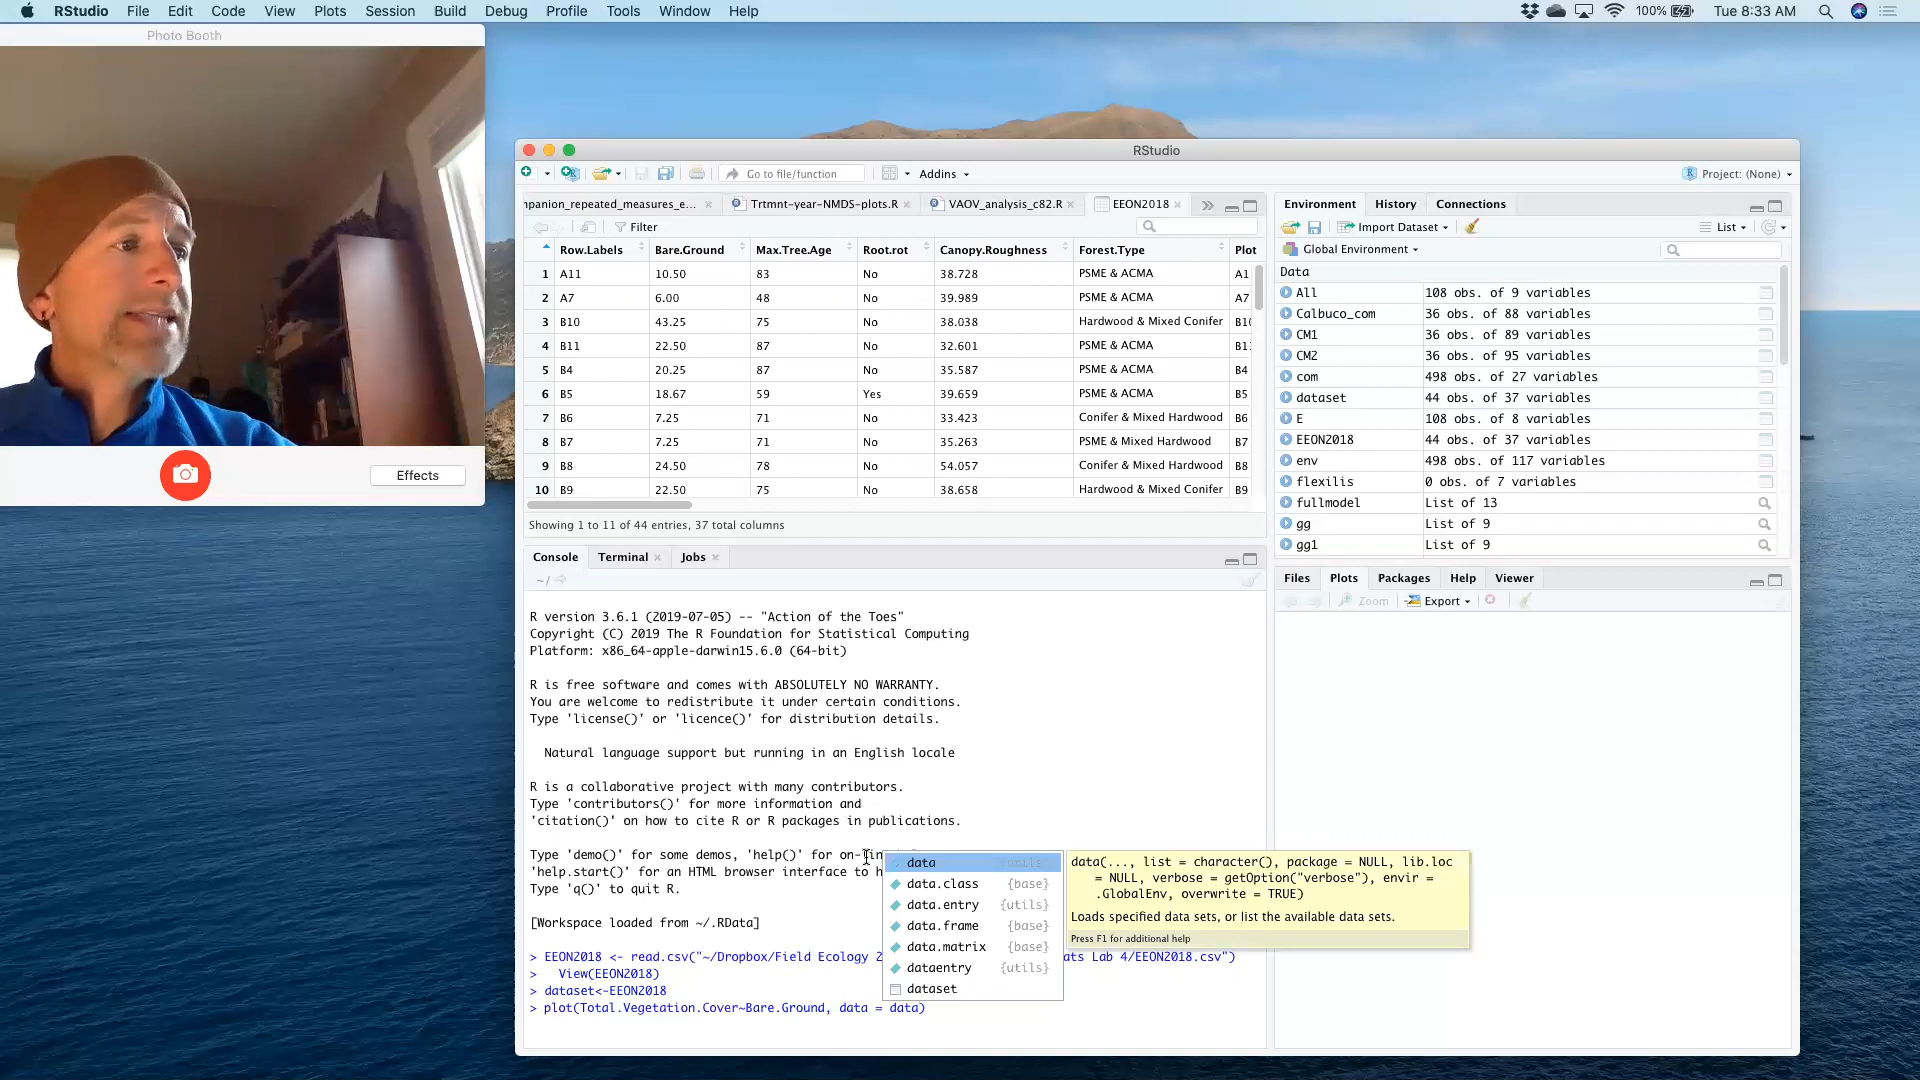 RStudio File Edit Code View Plots Session Build Debug Profile Tools Window Help 100% Tue 8:33 AM
Photo Booth
Effects
RStudio
Go to file/function Addins Project: (None)
npanion_repeated_measures_e... Trtmnt-year-NMDS-plots.R VAOV_analysis_c82.R EEON2018
Filter
Row.Labels Bare.Ground Max.Tree.Age Root.rot Canopy.Roughness Forest.Type Plot
1 A11 10.50 83 No 38.728 PSME & ACMA A1
2 A7 6.00 48 No 39.989 PSME & ACMA A7
3 B10 43.25 75 No 38.038 Hardwood & Mixed Conifer B10
4 B11 22.50 87 No 32.601 PSME & ACMA B1
5 B4 20.25 87 No 35.587 PSME & ACMA B4
6 B5 18.67 59 Yes 39.659 PSME & ACMA B5
7 B6 7.25 71 No 33.423 Conifer & Mixed Hardwood B6
8 B7 7.25 71 No 35.263 PSME & Mixed Hardwood B7
9 B8 24.50 78 No 54.057 Conifer & Mixed Hardwood B8
10 B9 22.50 75 No 38.658 Hardwood & Mixed Conifer B9
Showing 1 to 11 of 44 entries, 37 total columns
Console Terminal Jobs
~/
R version 3.6.1 (2019-07-05) -- "Action of the Toes"
Copyright (C) 2019 The R Foundation for Statistical Computing
Platform: x86_64-apple-darwin15.6.0 (64-bit)
R is free software and comes with ABSOLUTELY NO WARRANTY.
You are welcome to redistribute it under certain conditions.
Type 'license()' or 'licence()' for distribution details.
Natural language support but running in an English locale
R is a collaborative project with many contributors.
Type 'contributors()' for more information and
'citation()' on how to cite R or R packages in publications.
Type 'demo()' for some demos, 'help()' for on-lin
'help.start()' for an HTML browser interface to h
Type 'q()' to quit R.
[Workspace loaded from ~/.RData]
> EEON2018 <- read.csv("~/Dropbox/Field Ecology 2 ats Lab 4/EEON2018.csv")
> View(EEON2018)
> dataset<-EEON2018
> plot(Total.Vegetation.Cover~Bare.Ground, data = data)
data {utils}
data.class {base}
data.entry {utils}
data.frame {base}
data.matrix {base}
dataentry {utils}
dataset
data(..., list = character(), package = NULL, lib.loc
= NULL, verbose = getOption("verbose"), envir =
.GlobalEnv, overwrite = TRUE)
Loads specified data sets, or list the available data sets.
Press F1 for additional help
Environment History Connections
Import Dataset List
Global Environment
Data
All 108 obs. of 9 variables
Calbuco_com 36 obs. of 88 variables
CM1 36 obs. of 89 variables
CM2 36 obs. of 95 variables
com 498 obs. of 27 variables
dataset 44 obs. of 37 variables
E 108 obs. of 8 variables
EEON2018 44 obs. of 37 variables
env 498 obs. of 117 variables
flexilis 0 obs. of 7 variables
fullmodel List of 13
gg List of 9
gg1 List of 9
Files Plots Packages Help Viewer
Zoom Export